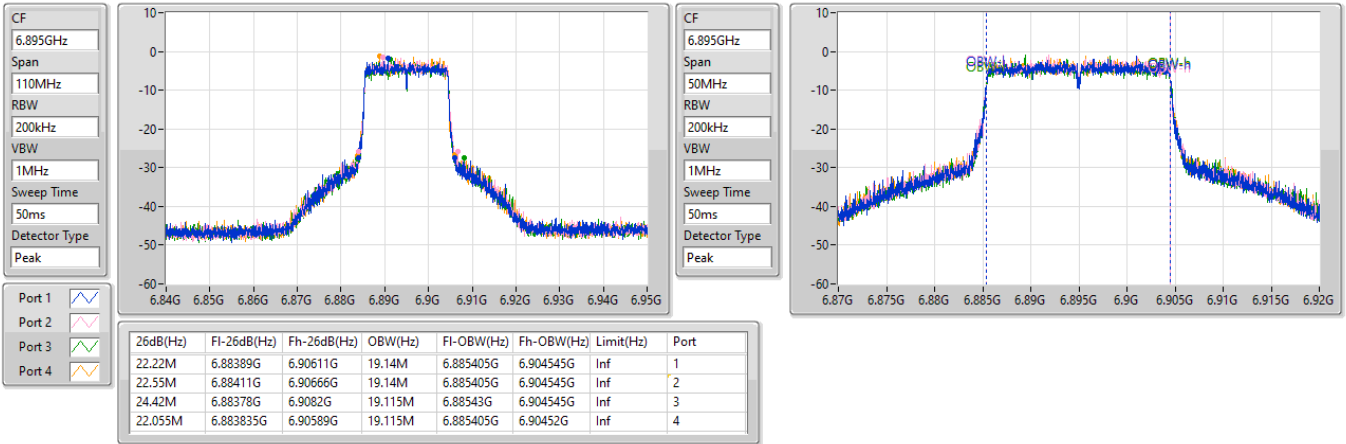 CF
6.895GHz
Span
110MHz
RBW
200kHz
VBW
1MHz
Sweep Time
50ms
Detector Type
Peak
Port 1
Port 2
Port 3
Port 4
10-
0-
-10-
-20-
-30-
-40-
-50-
-60-
6.84G 6.85G 6.86G 6.87G 6.88G 6.89G 6.9G 6.91G 6.92G 6.93G 6.94G 6.95G
CF
6.895GHz
Span
50MHz
RBW
200kHz
VBW
1MHz
Sweep Time
50ms
Detector Type
Peak
10-
0-
-10-
-20-
-30-
-40-
-50-
-60-
OBW-h
6.87G 6.875G 6.88G 6.885G 6.89G 6.895G 6.9G 6.905G 6.91G 6.915G 6.92G
26dB(Hz) Fl-26dB(Hz) Fh-26dB(Hz) OBW(Hz) Fl-OBW(Hz) Fh-OBW(Hz) Limit(Hz) Port
22.22M 6.88389G 6.90611G 19.14M 6.885405G 6.904545G Inf 1
22.55M 6.88411G 6.90666G 19.14M 6.885405G 6.904545G Inf 2
24.42M 6.88378G 6.9082G 19.115M 6.88543G 6.904545G Inf 3
22.055M 6.883835G 6.90589G 19.115M 6.885405G 6.90452G Inf 4